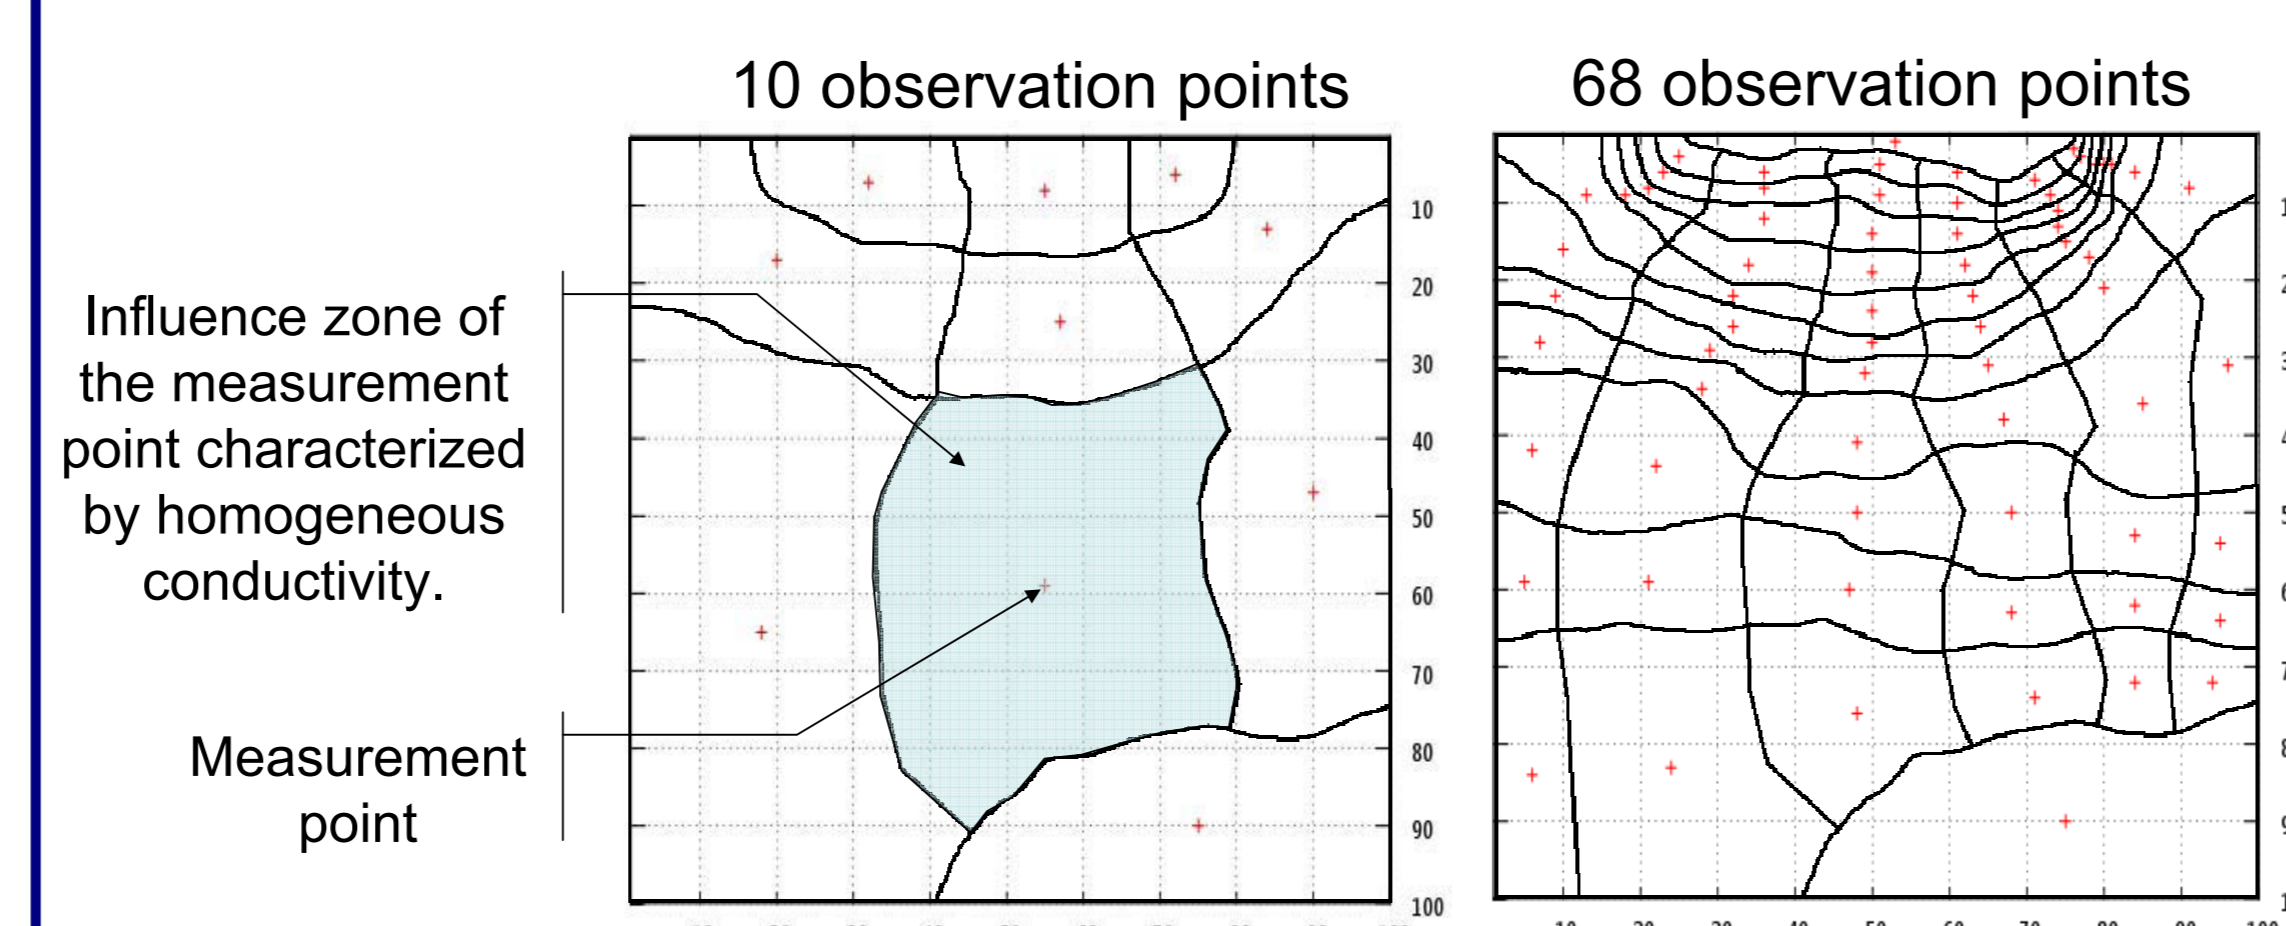 10 observation points
68 observation points
Influence zone of
the measurement
point characterized
by homogeneous
conductivity.
Measurement
point
10
20
30
40
50
60
70
80
90
100